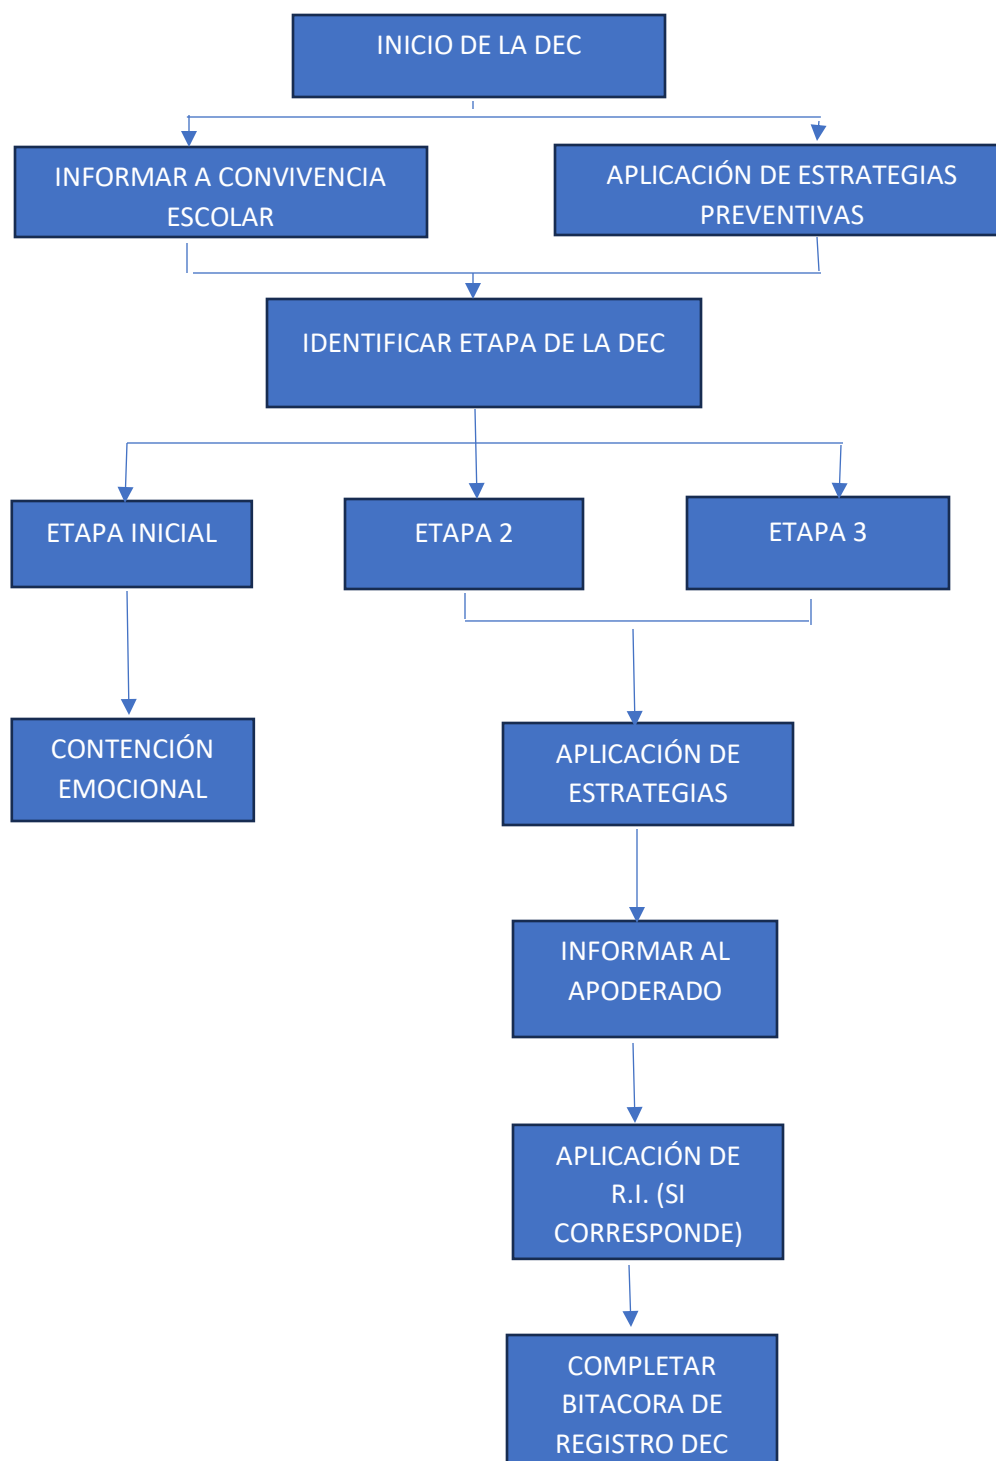 INICIO DE LA DEC
INFORMAR A CONVIVENCIA
ESCOLAR
APLICACIÓN DE ESTRATEGIAS
PREVENTIVAS
IDENTIFICAR ETAPA DE LA DEC
ETAPA INICIAL
ETAPA 2
ETAPA 3
CONTENCIÓN
EMOCIONAL
APLICACIÓN DE
ESTRATEGIAS
INFORMAR AL
APODERADO
APLICACIÓN DE
R.I. (SI
CORRESPONDE)
COMPLETAR
BITACORA DE
REGISTRO DEC